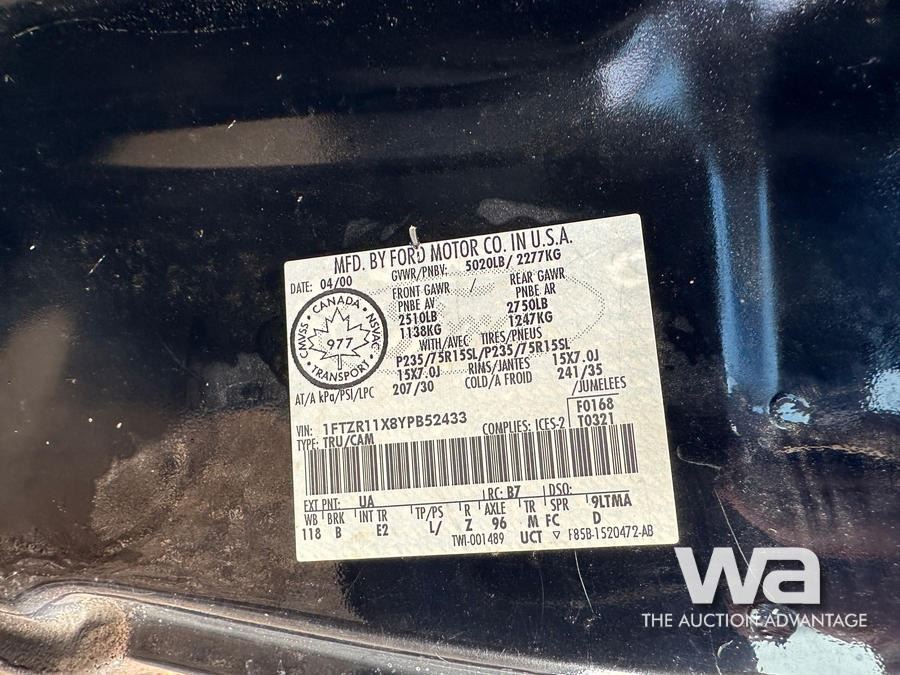 MFD. BY FORD MOTOR CO. IN U.S.A.
DATE: 04/00 GVWR/PNBV: 5020LB/ 2277KG
FRONT GAWR / REAR GAWR
PNBE AV PNBE AR
2510LB 2750LB
1138KG 1247KG
WITH/AVEC TIRES/PNEUS
P235/75R15SL/P235/75R15SL
15X7.0J RIMS/JANTES 15X7.0J
AT/A kPa/PSI/LPC 207/30 COLD/A FROID 241/35
/JUMELEES
CANADA
CMVSS · NSVAC
977
TRANSPORT
VIN: 1FTZR11X8YPB52433 F0168
TYPE: TRU/CAM COMPLIES: ICES-2 T0321
EXT PNT: UA RC: B7 DSO:
WB BRK INT TR TP/PS R AXLE TR SPR 9LTMA
118 B E2 L/ Z 96 M FC D
TWI-001489 UCT ▽ F85B-1520472-AB
wa
THE AUCTION ADVANTAGE